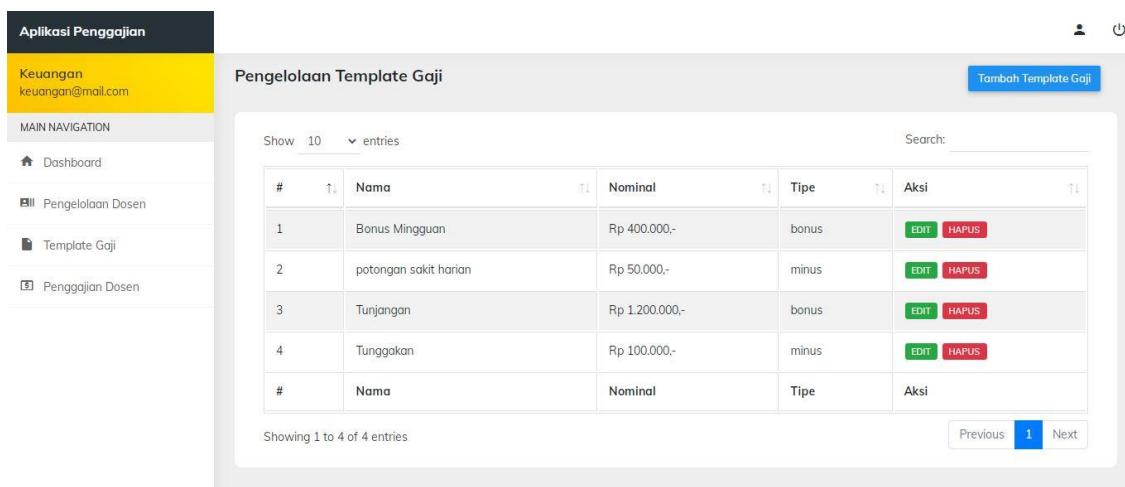 Aplikasi Penggajian
Keuangan
keuangan@mail.com
MAIN NAVIGATION
Dashboard
Pengelolaan Dosen
Template Gaji
Penggajian Dosen
Pengelolaan Template Gaji
Tambah Template Gaji
Show 10 entries
Search:
# Nama Nominal Tipe Aksi
1 Bonus Mingguan Rp 400.000,- bonus EDIT HAPUS
2 potongan sakit harian Rp 50.000,- minus EDIT HAPUS
3 Tunjangan Rp 1.200.000,- bonus EDIT HAPUS
4 Tunggakan Rp 100.000,- minus EDIT HAPUS
# Nama Nominal Tipe Aksi
Showing 1 to 4 of 4 entries
Previous 1 Next